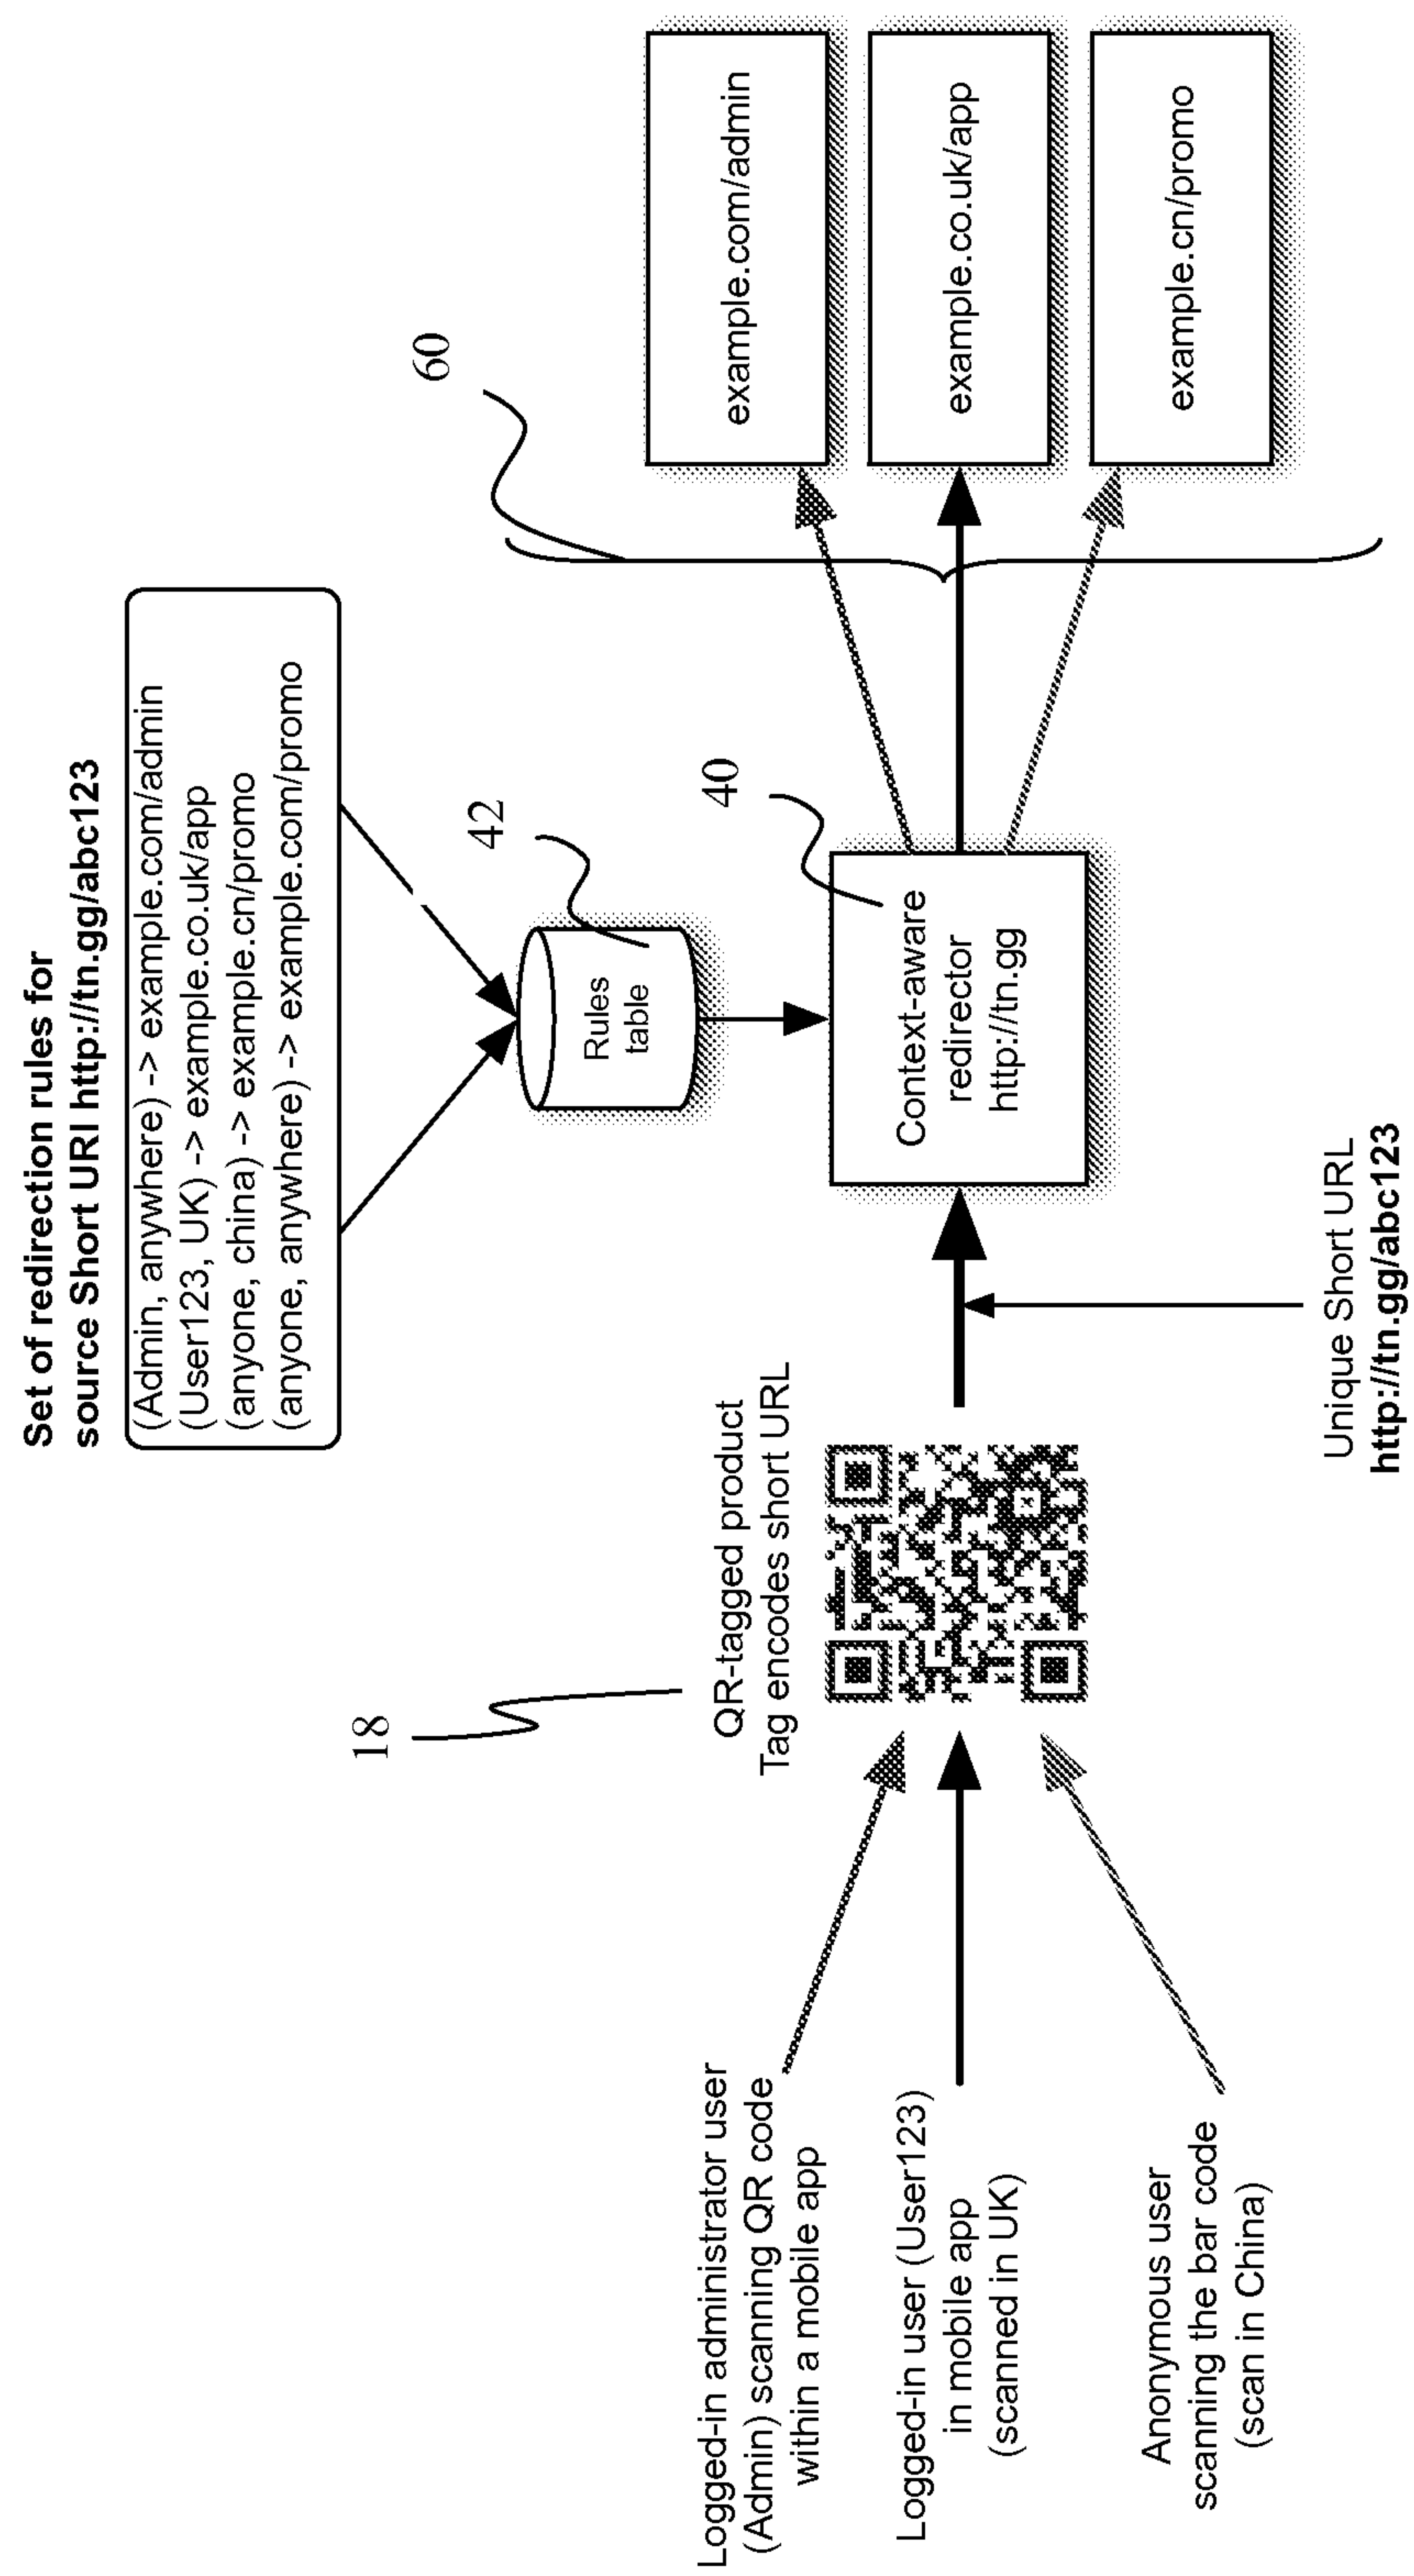 Set of redirection rules for
source Short URI http://tn.gg/abc123
(Admin, anywhere) -> example.com/admin
(User123, UK) -> example.co.uk/app
(anyone, china) -> example.cn/promo
(anyone, anywhere) -> example.com/promo
18
42
60
Rules
table
40
QR-tagged product
Tag encodes short URL
Logged-in administrator user
(Admin) scanning QR code
within a mobile app
Logged-in user (User123)
in mobile app
(scanned in UK)
Anonymous user
scanning the bar code
(scan in China)
Context-aware
redirector
http://tn.gg
example.com/admin
example.co.uk/app
example.cn/promo
Unique Short URL
http://tn.gg/abc123